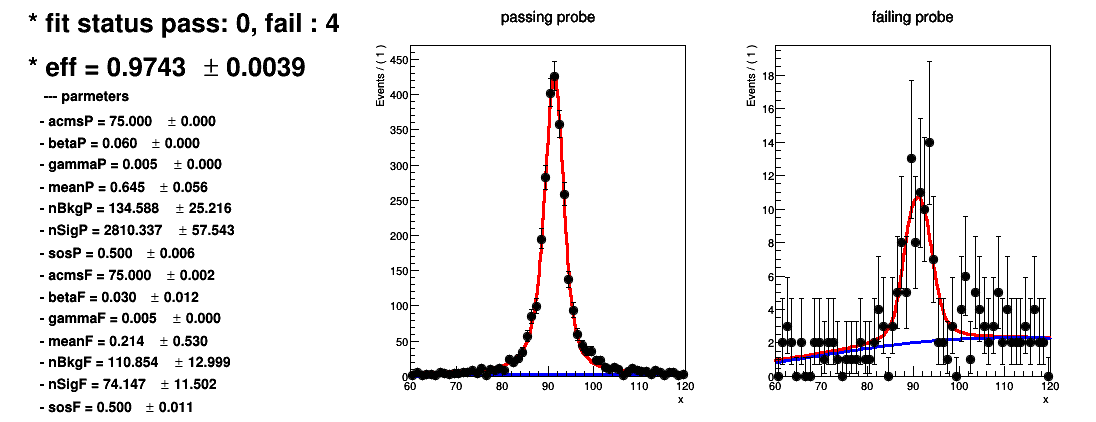 * fit status pass: 0, fail : 4
* eff = 0.9743 ± 0.0039
--- parmeters
- acmsP = 75.000 ± 0.000
- betaP = 0.060 ± 0.000
- gammaP = 0.005 ± 0.000
- meanP = 0.645 ± 0.056
- nBkgP = 134.588 ± 25.216
- nSigP = 2810.337 ± 57.543
- sosP = 0.500 ± 0.006
- acmsF = 75.000 ± 0.002
- betaF = 0.030 ± 0.012
- gammaF = 0.005 ± 0.000
- meanF = 0.214 ± 0.530
- nBkgF = 110.854 ± 12.999
- nSigF = 74.147 ± 11.502
- sosF = 0.500 ± 0.011
passing probe
Events / ( 1 )
450
400
350
300
250
200
150
100
50
0
60 70 80 90 100 110 120
x
failing probe
Events / ( 1 )
18
16
14
12
10
8
6
4
2
0
60 70 80 90 100 110 120
x